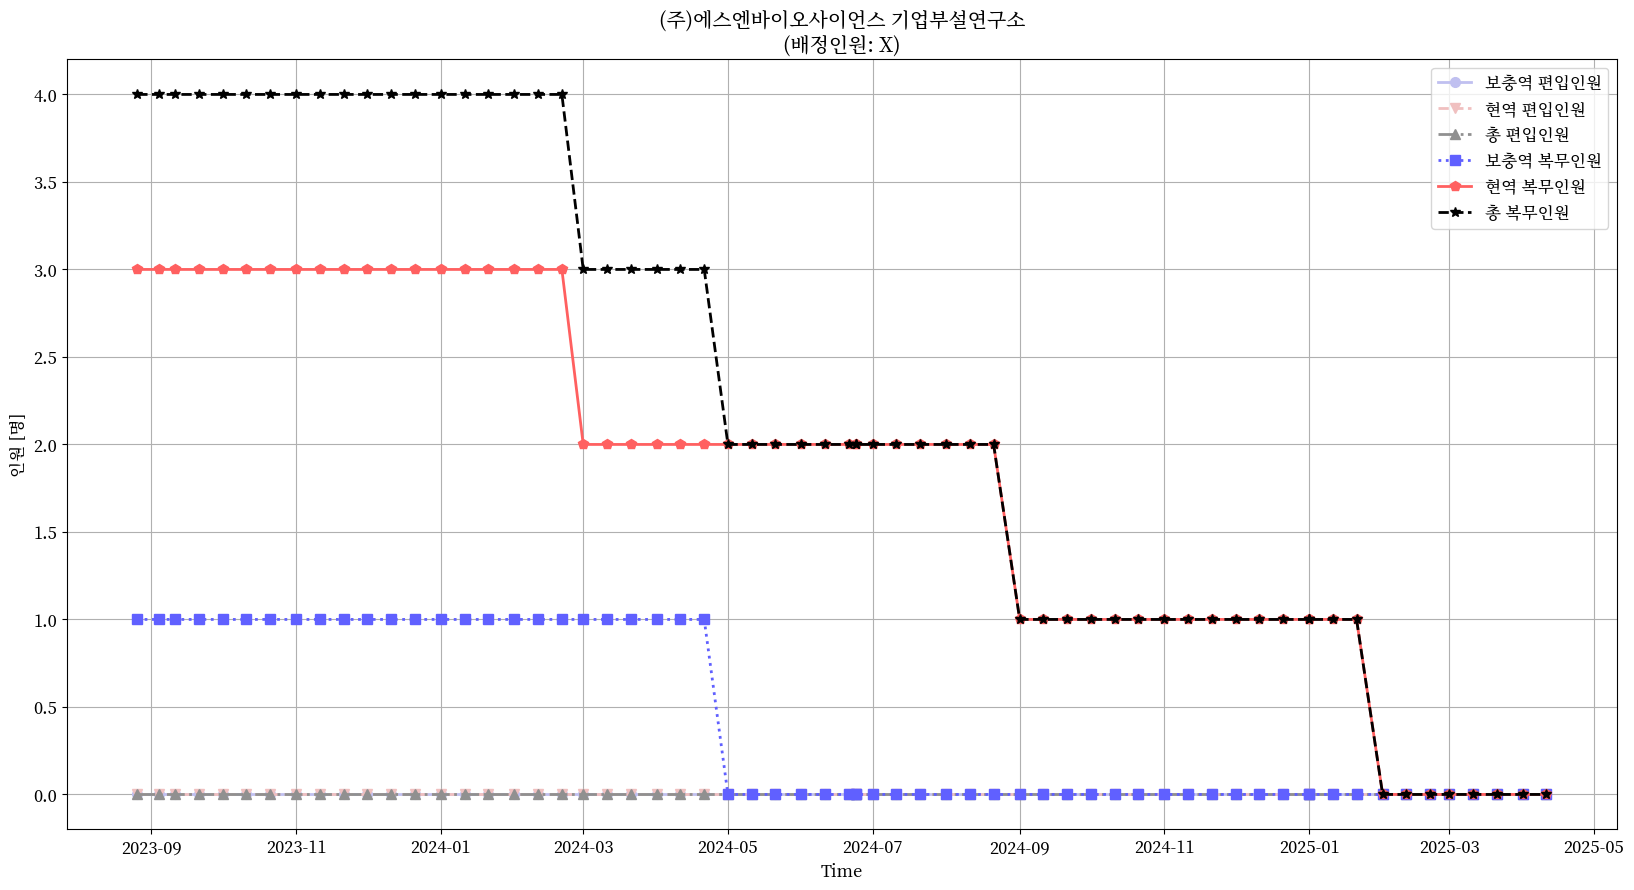 (주)에스엔바이오사이언스 기업부설연구소
(배정인원: X)
보충역 편입인원
현역 편입인원
총 편입인원
보충역 복무인원
현역 복무인원
총 복무인원
인원 [명]
4.0
3.5
3.0
2.5
2.0
1.5
1.0
0.5
0.0
2023-09
2023-11
2024-01
2024-03
2024-05
2024-07
2024-09
2024-11
2025-01
2025-03
2025-05
Time